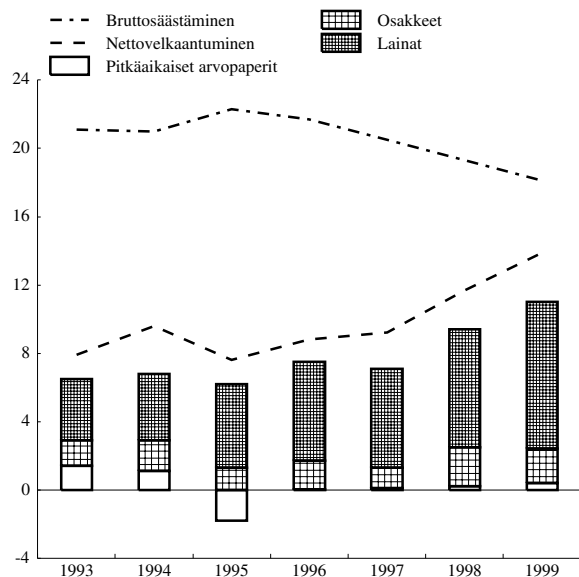 Bruttosäästäminen
Nettovelkaantuminen
Pitkäaikaiset arvopaperit
Osakkeet
Lainat
24
20
16
12
8
4
0
-4
1993 1994 1995 1996 1997 1998 1999